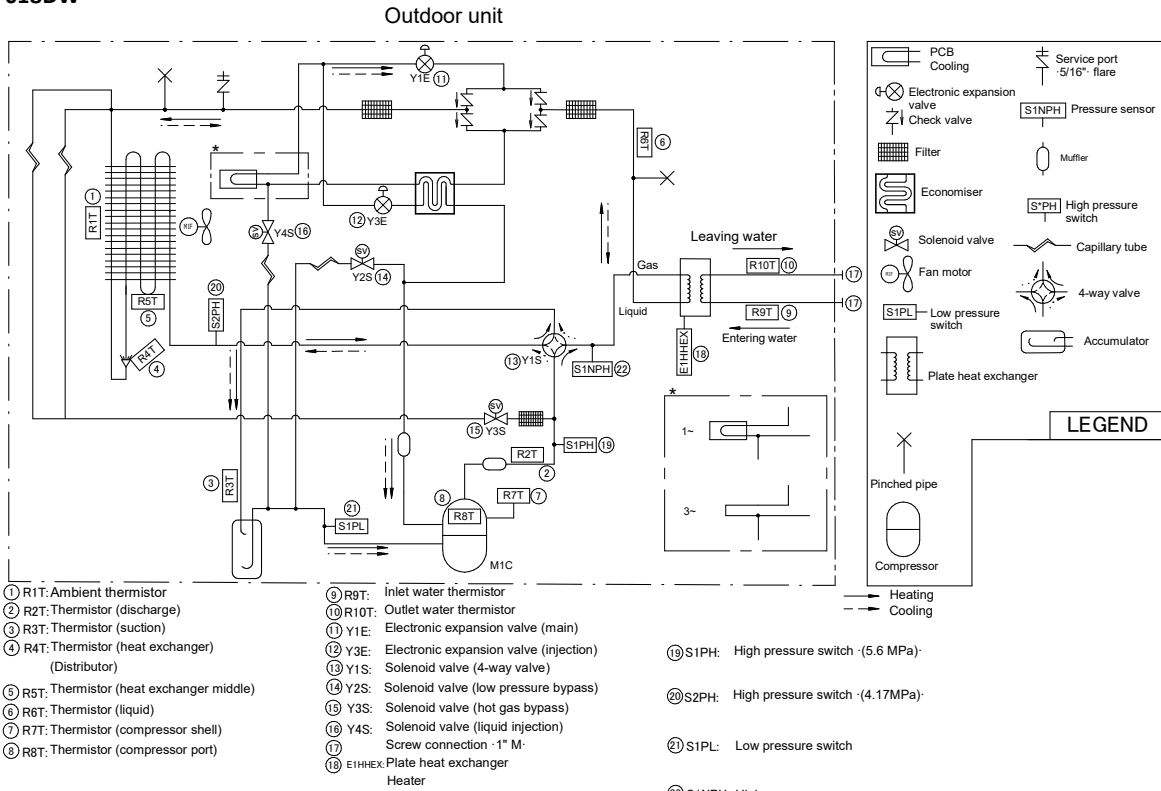 Outdoor unit
Y1E 11
R6T 6
*
1 R1T
M1F
12 Y3E
SV Y4S 16
SV
Y2S 14
R5T
5
R4T
4
20
S2PH
Leaving water
R10T 10
17
Gas
Liquid
R9T 9
17
Entering water
E1HHEX 18
13 Y1S
S1NPH 22
SV
15 Y3S
S1PH 19
R2T
2
3 R3T
8
R7T 7
R8T
21
S1PL
M1C
*
1~
3~
PCB
Cooling
Service port
·5/16"· flare
Electronic expansion
valve
S1NPH Pressure sensor
Check valve
Filter
Muffler
Economiser
S*PH High pressure
switch
SV Solenoid valve
Capillary tube
M1F Fan motor
4-way valve
S1PL Low pressure
switch
Accumulator
Plate heat exchanger
LEGEND
Pinched pipe
Compressor
Heating
Cooling
1 R1T: Ambient thermistor
2 R2T: Thermistor (discharge)
3 R3T: Thermistor (suction)
4 R4T: Thermistor (heat exchanger)
(Distributor)
5 R5T: Thermistor (heat exchanger middle)
6 R6T: Thermistor (liquid)
7 R7T: Thermistor (compressor shell)
8 R8T: Thermistor (compressor port)
9 R9T: Inlet water thermistor
10 R10T: Outlet water thermistor
11 Y1E: Electronic expansion valve (main)
12 Y3E: Electronic expansion valve (injection)
13 Y1S: Solenoid valve (4-way valve)
14 Y2S: Solenoid valve (low pressure bypass)
15 Y3S: Solenoid valve (hot gas bypass)
16 Y4S: Solenoid valve (liquid injection)
17 Screw connection ·1" M·
18 E1HHEX: Plate heat exchanger
Heater
19 S1PH: High pressure switch ·(5.6 MPa)·
20 S2PH: High pressure switch ·(4.17MPa)·
21 S1PL: Low pressure switch